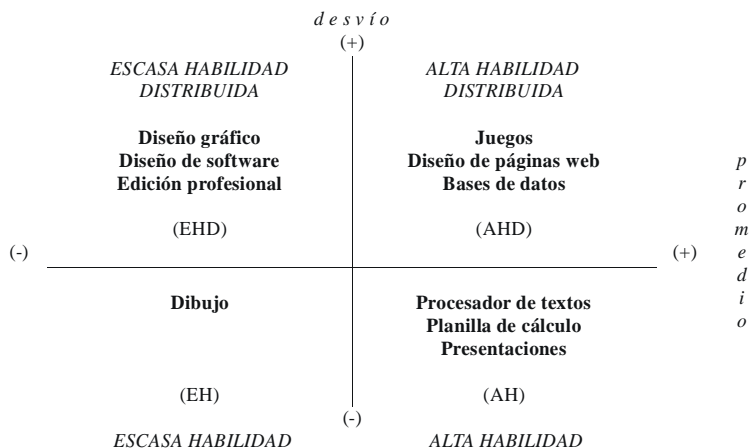 d e s v í o
(+)
ESCASA HABILIDAD
DISTRIBUIDA
ALTA HABILIDAD
DISTRIBUIDA
Diseño gráfico
Diseño de software
Edición profesional
Juegos
Diseño de páginas web
Bases de datos
(EHD)
(AHD)
(-)
(+)
p
r
o
m
e
d
i
o
Dibujo
Procesador de textos
Planilla de cálculo
Presentaciones
(EH)
(AH)
(-)
ESCASA HABILIDAD
ALTA HABILIDAD